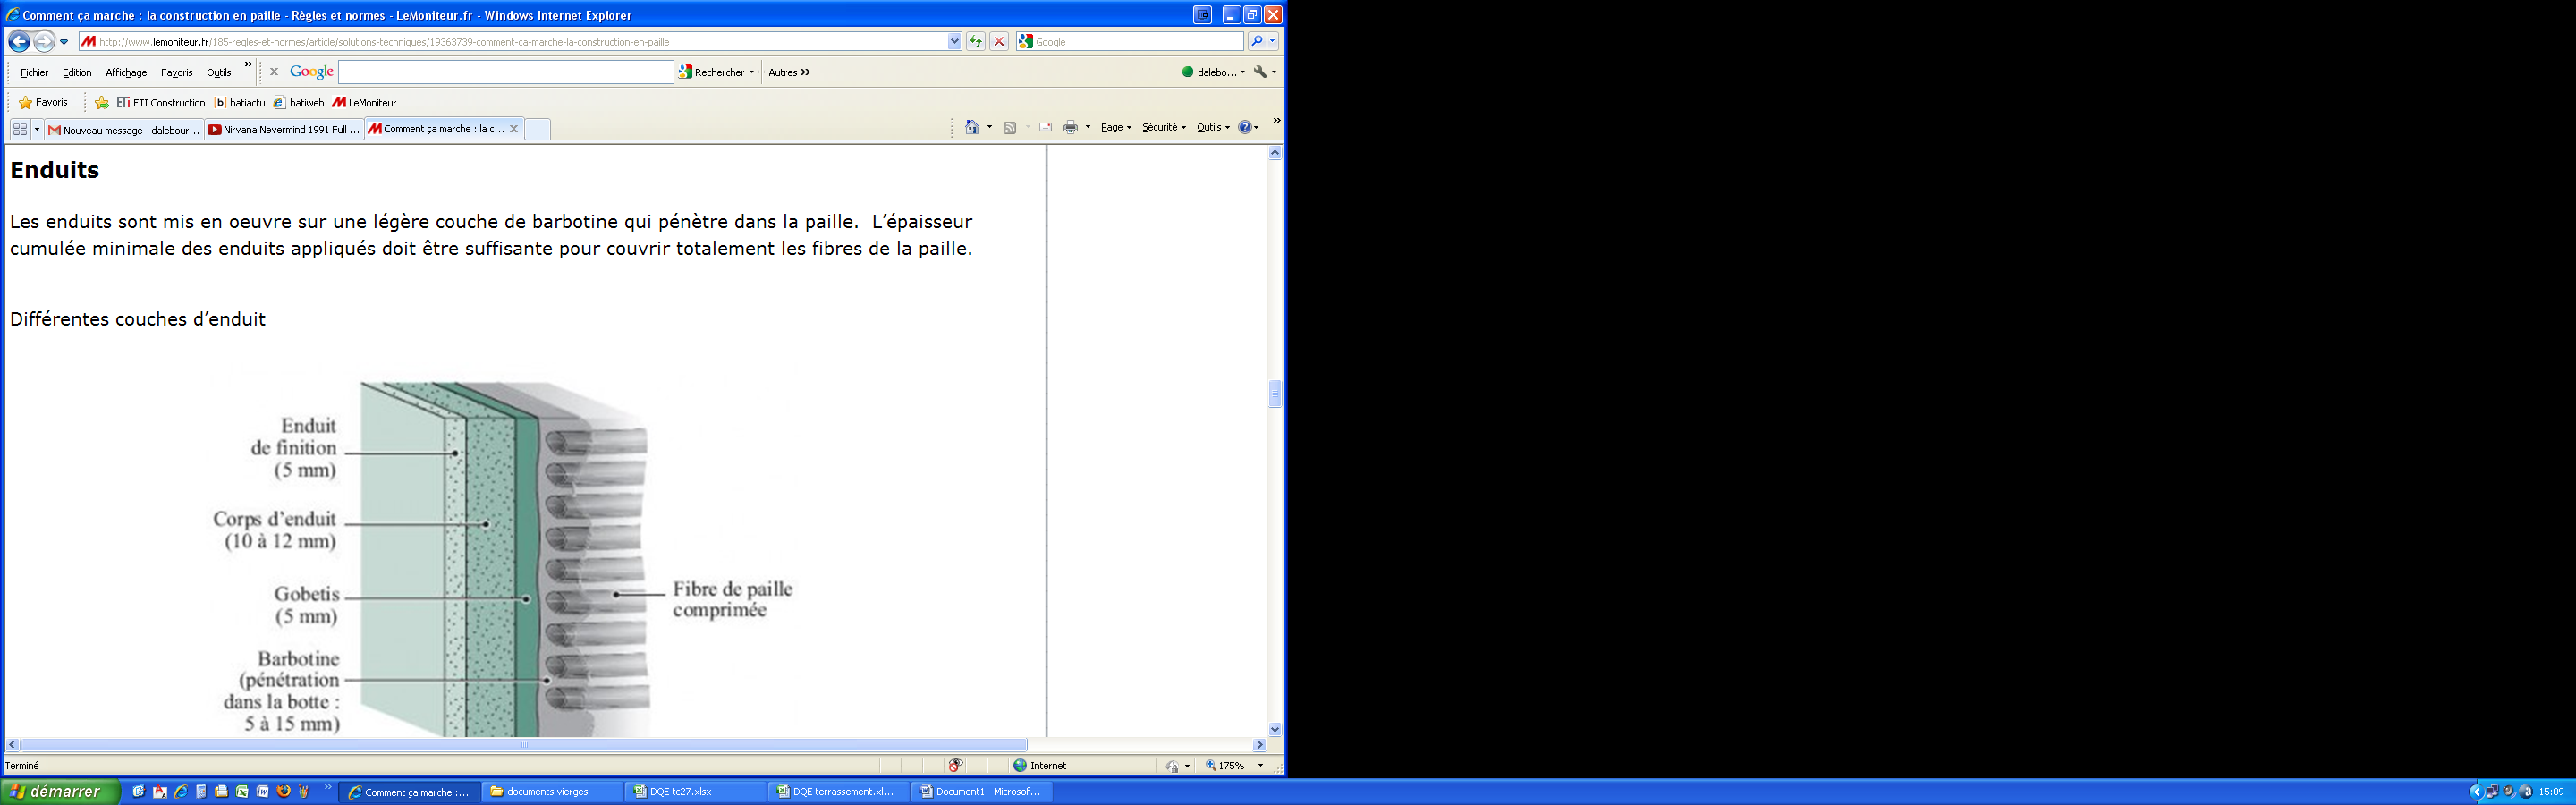 Comment ça marche : la construction en paille - Règles et normes - LeMoniteur.fr - Windows Internet Explorer
http://www.lemoniteur.fr/185-regles-et-normes/article/solutions-techniques/19363739-comment-ca-marche-la-construction-en-paille
Google
Fichier Edition Affichage Favoris Outils » x Google Rechercher Autres » dalebo...
Favoris ETI Construction batiactu batiweb LeMoniteur
Nouveau message - dalebour... Nirvana Nevermind 1991 Full ... Comment ça marche : la c... Page Sécurité Outils »
Enduits
Les enduits sont mis en oeuvre sur une légère couche de barbotine qui pénètre dans la paille. L’épaisseur
cumulée minimale des enduits appliqués doit être suffisante pour couvrir totalement les fibres de la paille.
Différentes couches d’enduit
Enduit
de finition
(5 mm)
Corps d’enduit
(10 à 12 mm)
Gobetis
(5 mm)
Fibre de paille
comprimée
Barbotine
(pénétration
dans la botte :
5 à 15 mm)
Terminé Internet 175%
démarrer » Comment ça marche :... documents vierges DQE tc27.xlsx DQE terrassement.xl... Document1 - Microsof... 15:09